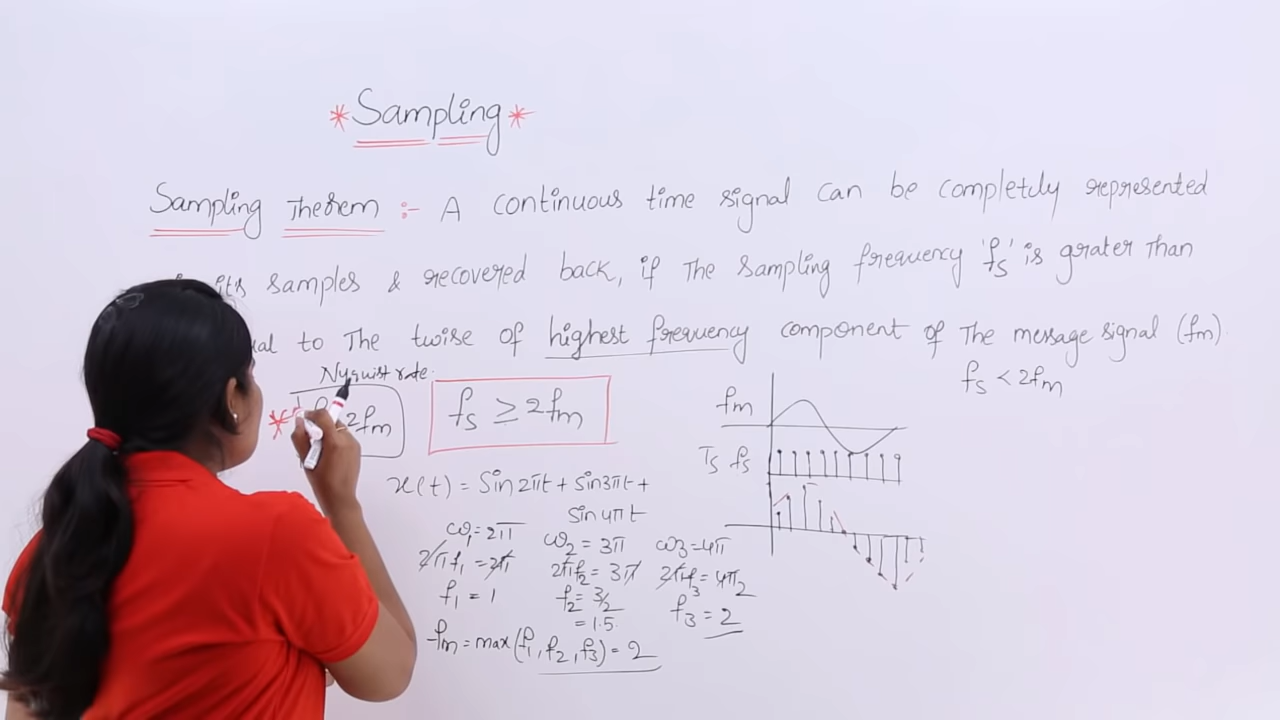 * Sampling *
Sampling Therem :- A continuous time signal can be completely represented
its samples & recovered back, if The sampling frequency 'fs' is grater than
to The twise of highest frequency component of The message signal (fm).
fs < 2fm
Nyquist rate.
* 2fm
fs ≥ 2fm
x(t) = Sin2πt + sin3πt +
sin4πt
ω1 = 2π
2πf1 = 2π
f1 = 1
ω2 = 3π
2πf2 = 3π
f2 = 3/2
= 1.5.
ω3 = 4π
2πf3 = 4π 2
f3 = 2
fm = max(f1, f2, f3) = 2
fm
Ts fs